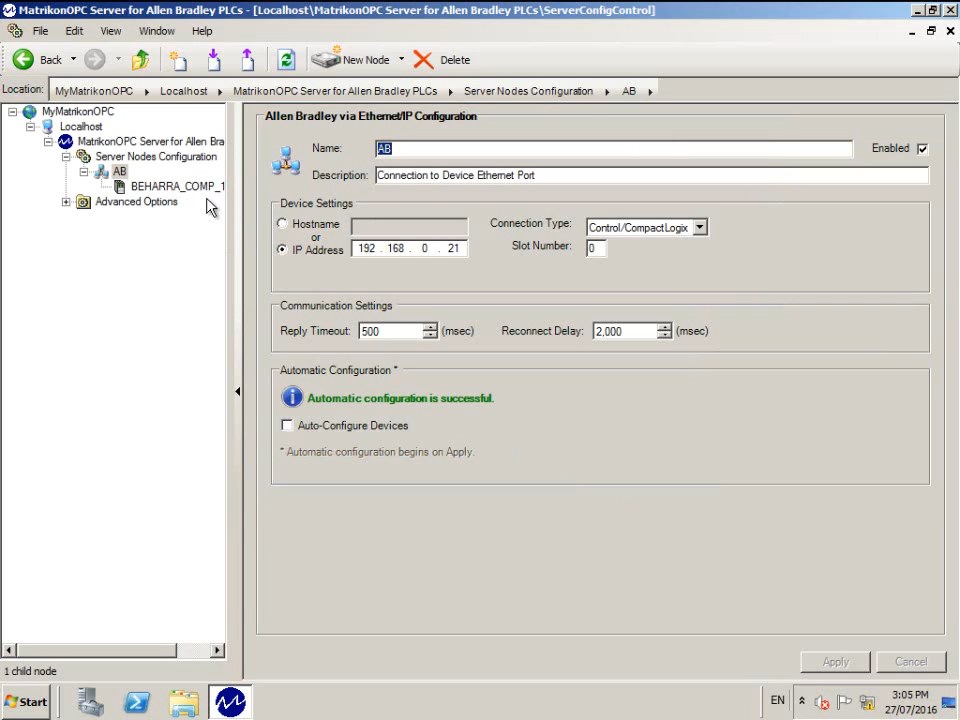 MatrikonOPC Server for Allen Bradley PLCs - [Localhost\MatrikonOPC Server for Allen Bradley PLCs\ServerConfigControl]
File Edit View Window Help
Back New Node Delete
Location: MyMatrikonOPC Localhost MatrikonOPC Server for Allen Bradley PLCs Server Nodes Configuration AB
MyMatrikonOPC
Localhost
MatrikonOPC Server for Allen Bra
Server Nodes Configuration
AB
BEHARRA_COMP_1
Advanced Options
Allen Bradley via Ethernet/IP Configuration
Name: AB Enabled
Description: Connection to Device Ethernet Port
Device Settings
Hostname Connection Type: Control/CompactLogix
or
IP Address 192 . 168 . 0 . 21 Slot Number: 0
Communication Settings
Reply Timeout: 500 (msec) Reconnect Delay: 2,000 (msec)
Automatic Configuration *
Automatic configuration is successful.
Auto-Configure Devices
* Automatic configuration begins on Apply.
Apply Cancel
1 child node
Start EN 3:05 PM
27/07/2016